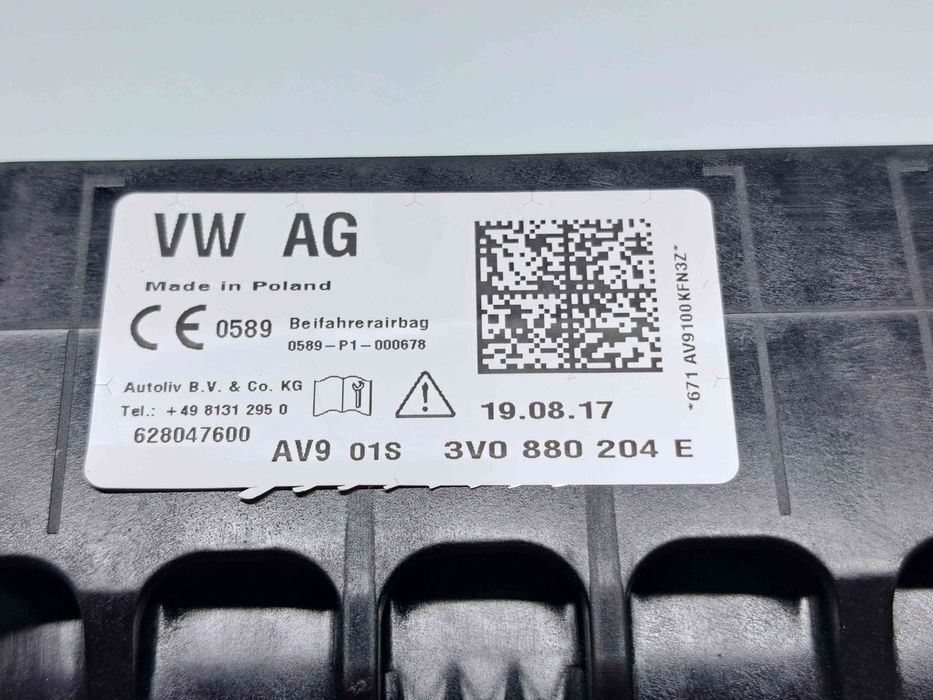 VW AG
Made in Poland
CE 0589 Beifahrerairbag
0589-P1-000678
Autoliv B.V. & Co. KG
Tel.: +49 8131 295 0
628047600
19.08.17
AV9 01S 3V0 880 204 E
*671 AV9100KFN3Z*